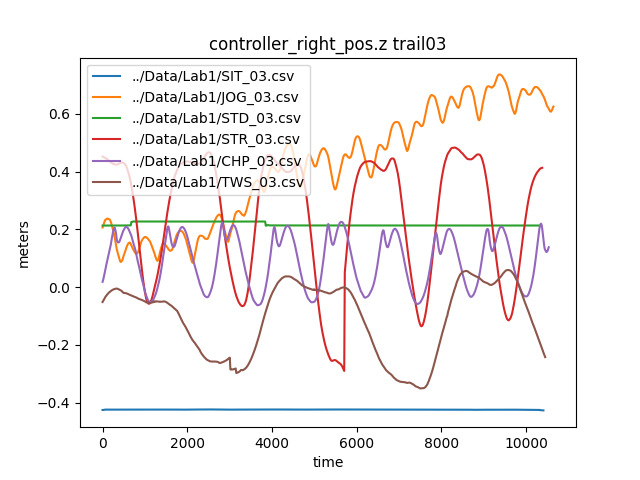 controller_right_pos.z trail03
../Data/Lab1/SIT_03.csv
../Data/Lab1/JOG_03.csv
../Data/Lab1/STD_03.csv
../Data/Lab1/STR_03.csv
../Data/Lab1/CHP_03.csv
../Data/Lab1/TWS_03.csv
meters
0.6
0.4
0.2
0.0
−0.2
−0.4
0 2000 4000 6000 8000 10000
time